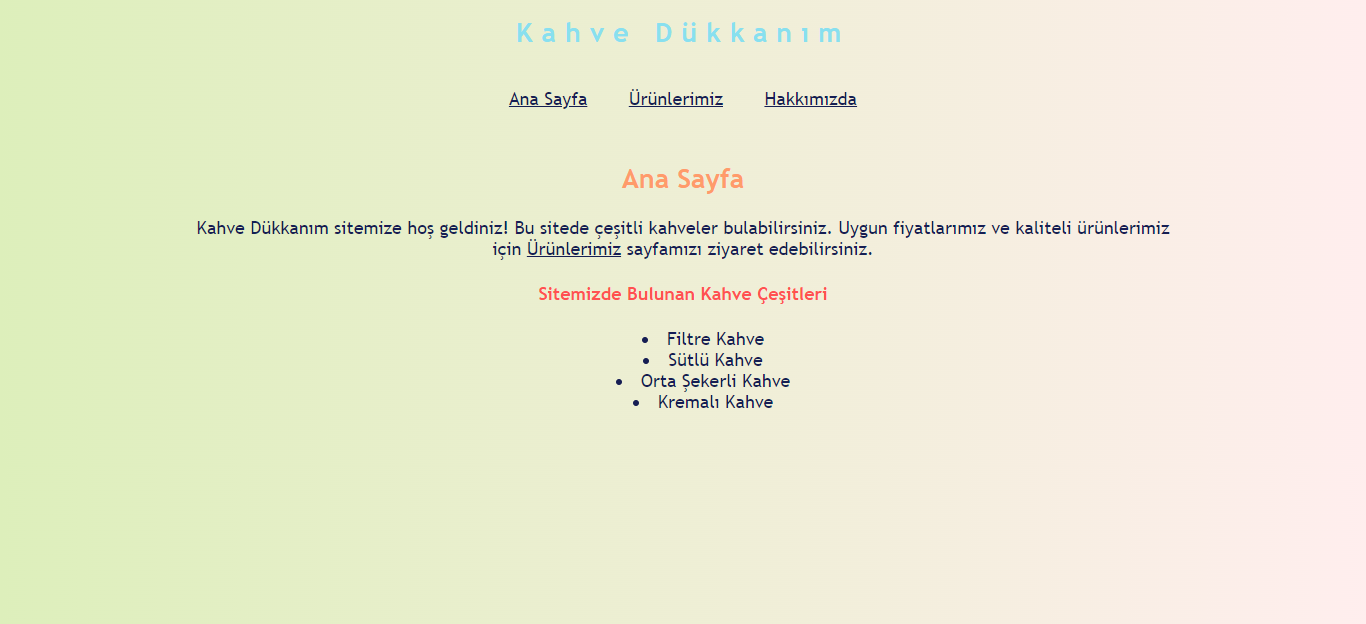 Kahve Dükkanım
Ana Sayfa Ürünlerimiz Hakkımızda
Ana Sayfa
Kahve Dükkanım sitemize hoş geldiniz! Bu sitede çeşitli kahveler bulabilirsiniz. Uygun fiyatlarımız ve kaliteli ürünlerimiz
için Ürünlerimiz sayfamızı ziyaret edebilirsiniz.
Sitemizde Bulunan Kahve Çeşitleri
• Filtre Kahve
• Sütlü Kahve
• Orta Şekerli Kahve
• Kremalı Kahve